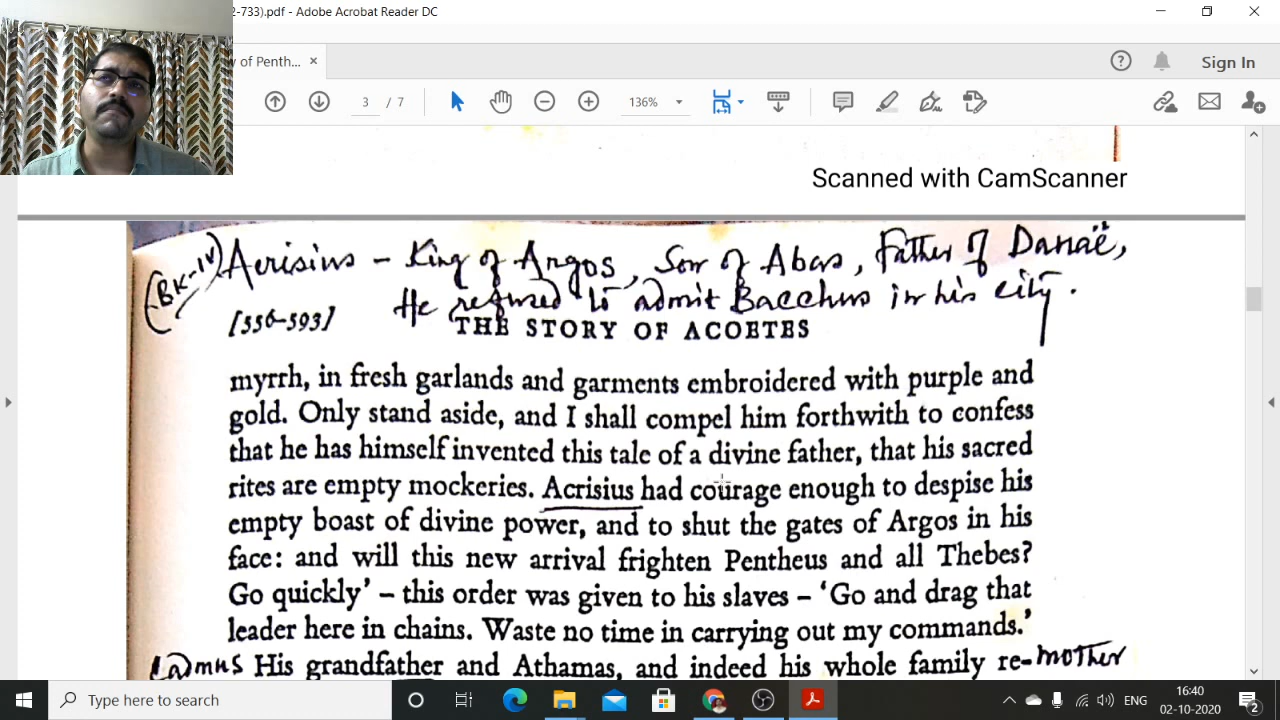 2-733).pdf - Adobe Acrobat Reader DC
y of Penth... ×
Sign In
3 / 7
136%
Scanned with CamScanner
(BK-IV) Acrisius - King of Argos, Son of Abas, Father of Danaë,
He refused to admit Bacchus in his city.
[556-593]
THE STORY OF ACOETES
myrrh, in fresh garlands and garments embroidered with purple and
gold. Only stand aside, and I shall compel him forthwith to confess
that he has himself invented this tale of a divine father, that his sacred
rites are empty mockeries. Acrisius had courage enough to despise his
empty boast of divine power, and to shut the gates of Argos in his
face: and will this new arrival frighten Pentheus and all Thebes?
Go quickly’ – this order was given to his slaves – ‘Go and drag that
leader here in chains. Waste no time in carrying out my commands.’
Cadmus His grandfather and Athamas, and indeed his whole family re- mother
Type here to search
ENG
16:40
02-10-2020
2